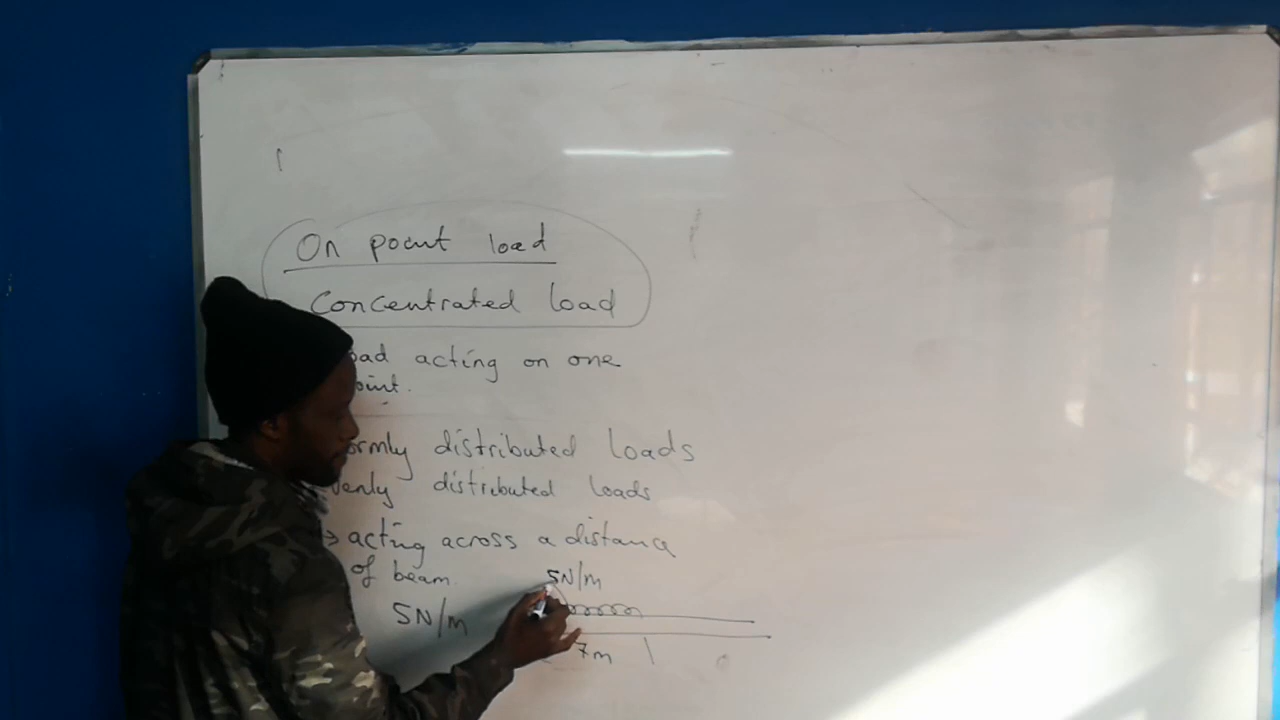 On point load
Concentrated load
oad acting on one
oint.
ormly distributed loads
venly distributed loads
→ acting across a distance
of beam.
5N/m
5N/m
7m